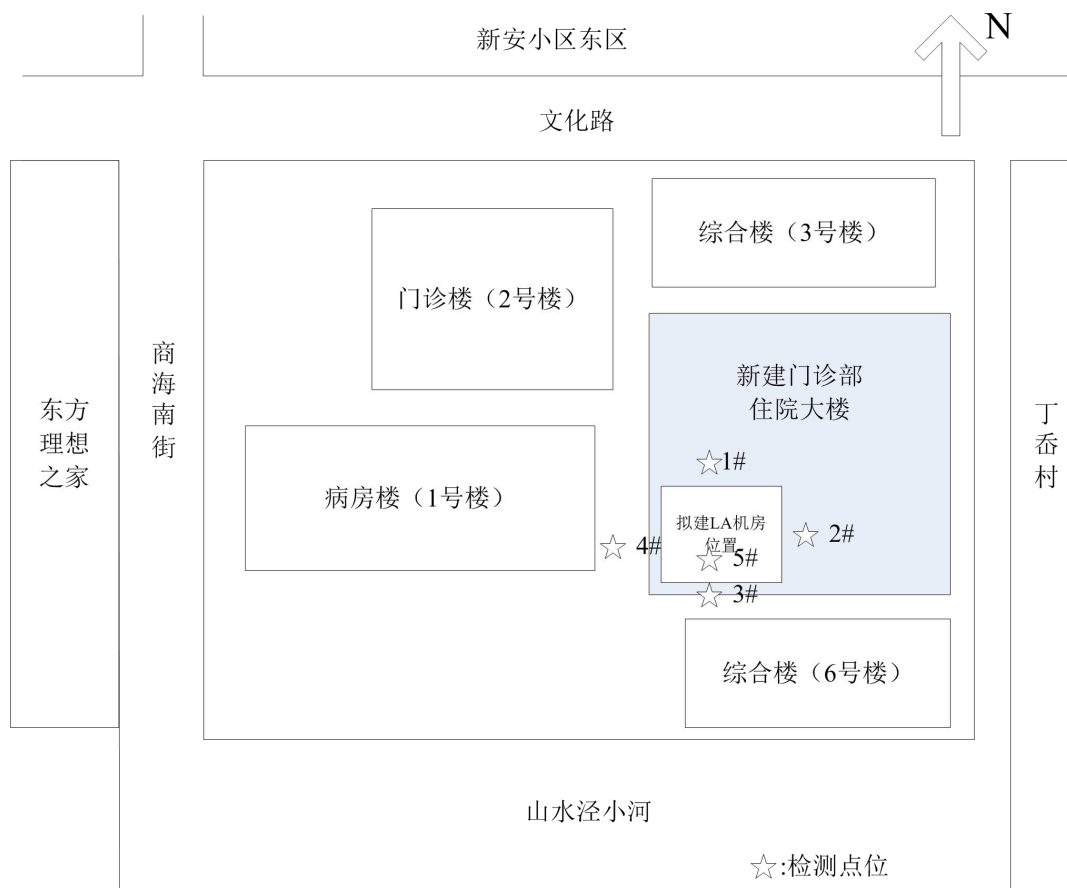 N
新安小区东区
文化路
综合楼（3号楼）
门诊楼（2号楼）
新建门诊部
住院大楼
商
海
南
街
东方
理想
之家
丁
岙
村
1#
病房楼（1号楼）
拟建LA机房
位置
2#
4#
5#
3#
综合楼（6号楼）
山水泾小河
☆:检测点位